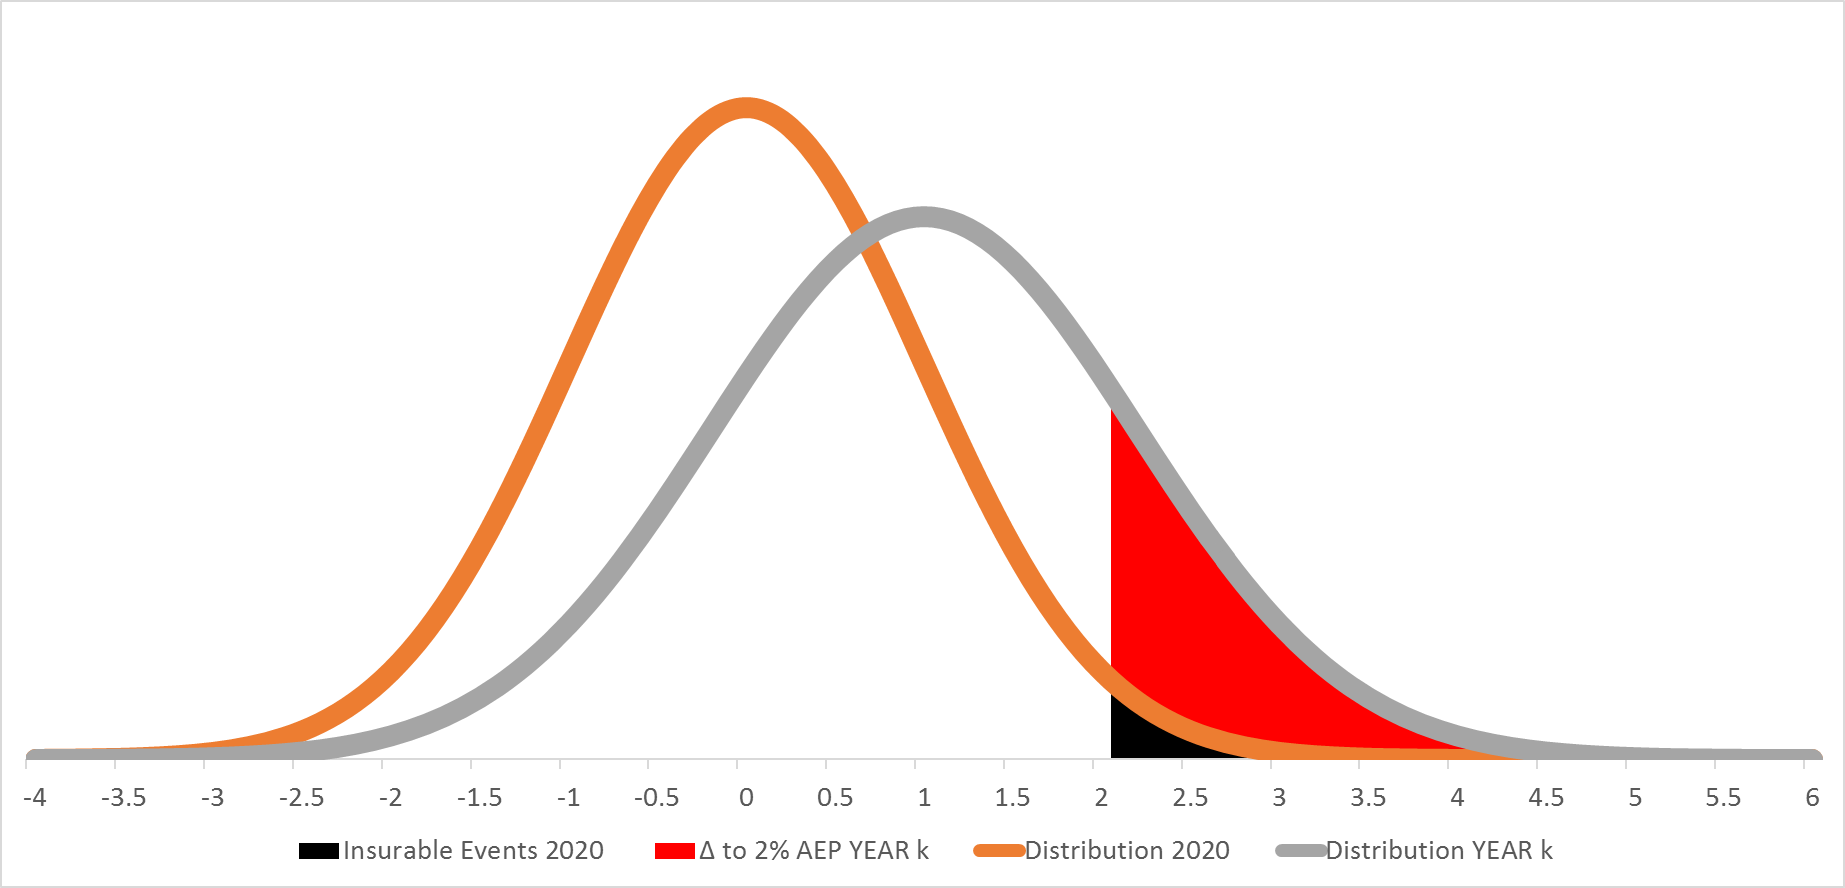 -4 -3.5 -3 -2.5 -2 -1.5 -1 -0.5 0 0.5 1 1.5 2 2.5 3 3.5 4 4.5 5 5.5 6
Insurable Events 2020 Δ to 2% AEP YEAR k Distribution 2020 Distribution YEAR k